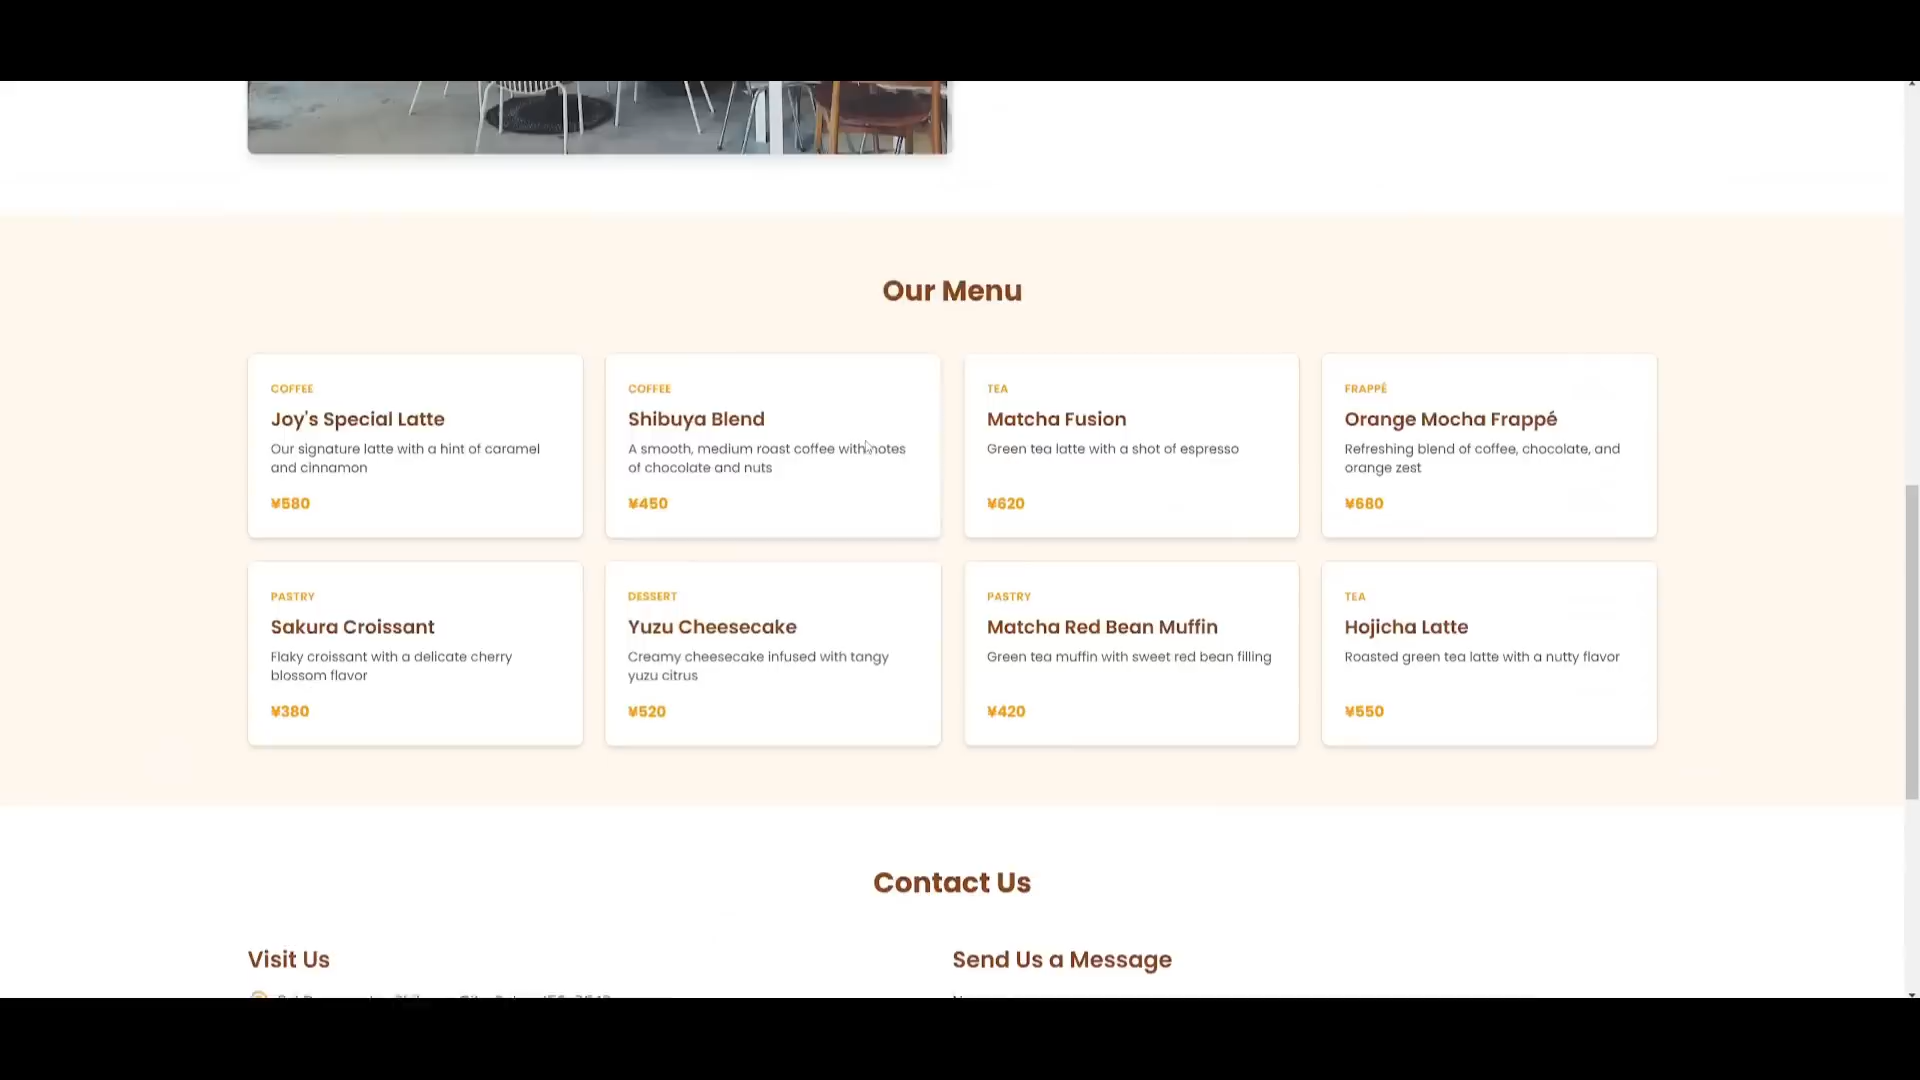 Our Menu
COFFEE
Joy's Special Latte
Our signature latte with a hint of caramel
and cinnamon
¥580
COFFEE
Shibuya Blend
A smooth, medium roast coffee with notes
of chocolate and nuts
¥450
TEA
Matcha Fusion
Green tea latte with a shot of espresso
¥620
FRAPPÉ
Orange Mocha Frappé
Refreshing blend of coffee, chocolate, and
orange zest
¥680
PASTRY
Sakura Croissant
Flaky croissant with a delicate cherry
blossom flavor
¥380
DESSERT
Yuzu Cheesecake
Creamy cheesecake infused with tangy
yuzu citrus
¥520
PASTRY
Matcha Red Bean Muffin
Green tea muffin with sweet red bean filling
¥420
TEA
Hojicha Latte
Roasted green tea latte with a nutty flavor
¥550
Contact Us
Visit Us
Send Us a Message